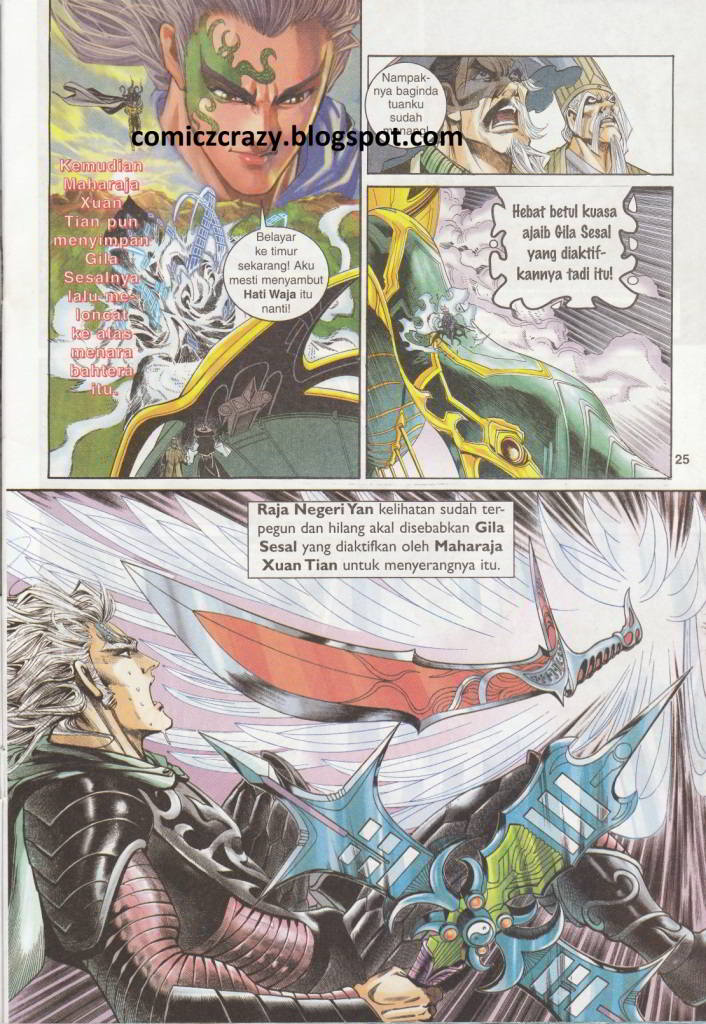 Kemudian
Maharaja
Xuan
Tian pun
menyimpan
Gila
Sesalnya
lalu me-
loncat
ke atas
menara
bahtera
itu.
comiczcrazy.blogspot.com
Belayar
ke timur
sekarang! Aku
mesti menyambut
Hati Waja itu
nanti!
Nampak-
nya baginda
tuanku
sudah
menang!
Hebat betul kuasa
ajaib Gila Sesal
yang diaktif-
kannya tadi itu!
25
Raja Negeri Yan kelihatan sudah ter-
pegun dan hilang akal disebabkan Gila
Sesal yang diaktifkan oleh Maharaja
Xuan Tian untuk menyerangnya itu.